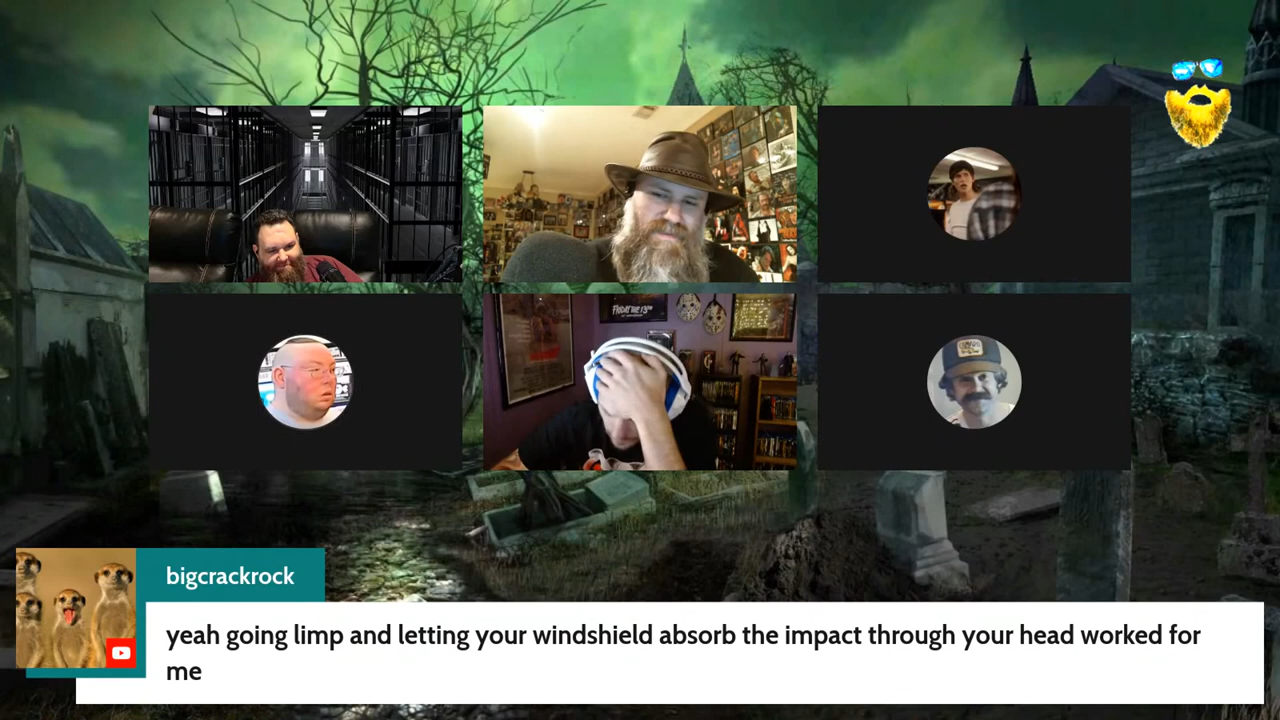 FRIDAY THE 13th
bigcrackrock
yeah going limp and letting your windshield absorb the impact through your head worked for
me